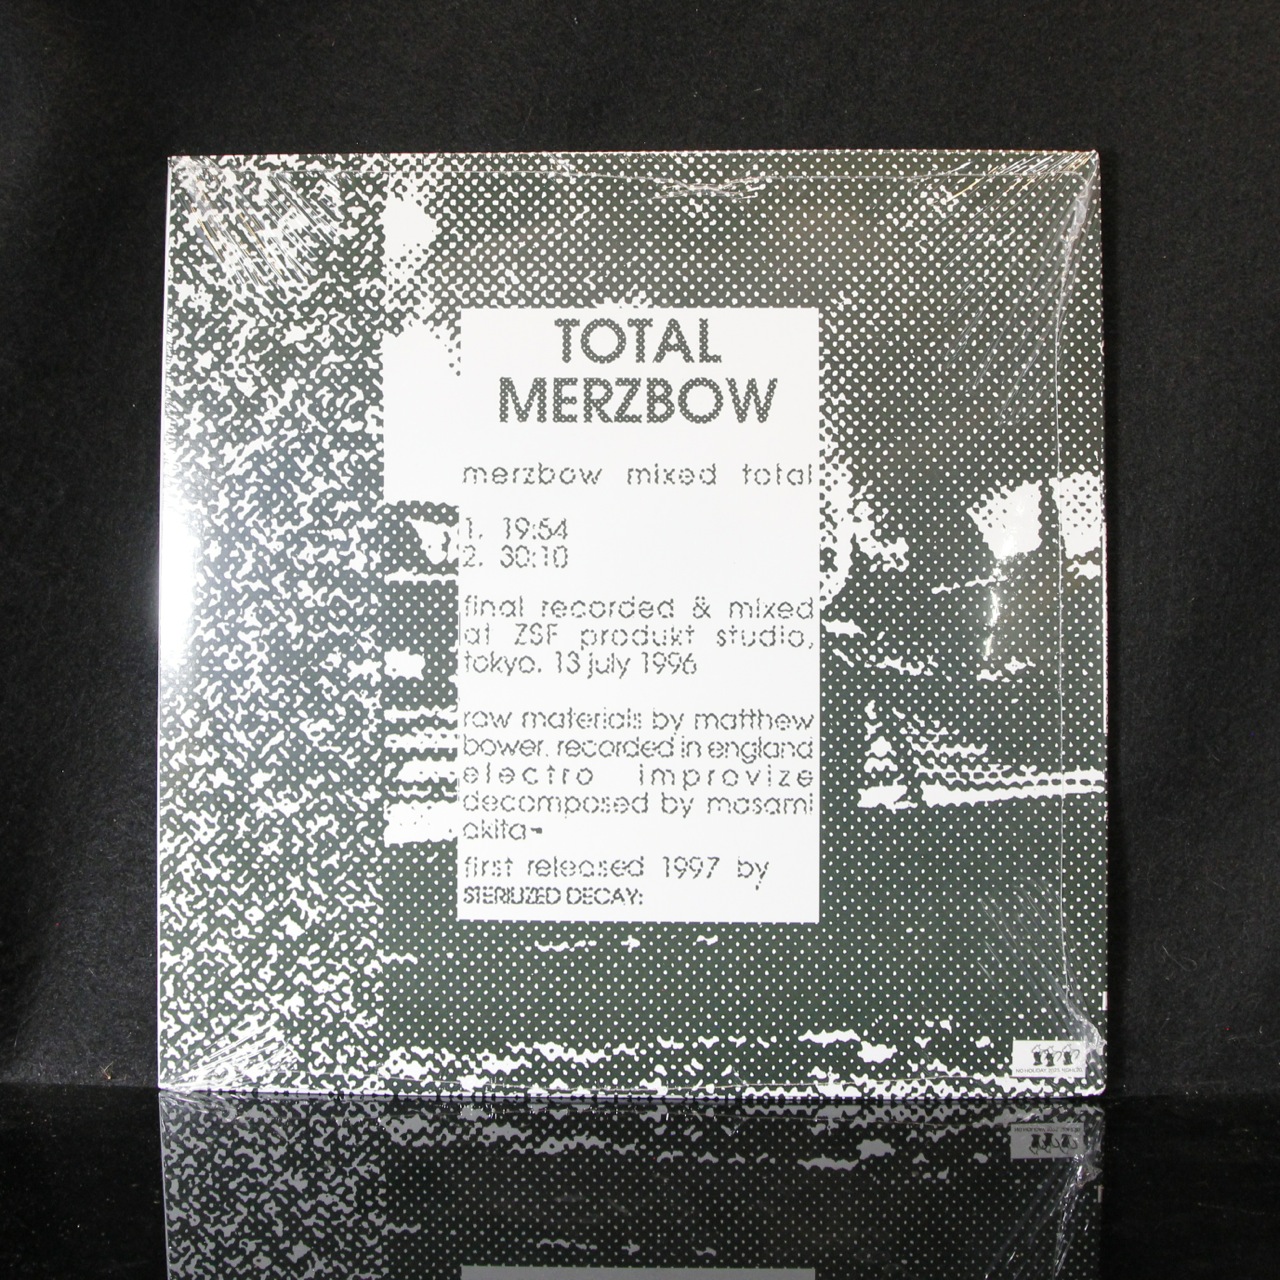 TOTAL
MERZBOW
merzbow mixed total
1. 19:54
2. 30:10
final recorded & mixed
at ZSF produkt studio,
tokyo. 13 july 1996
raw materials by matthew
bower. recorded in england
electro improvize
decomposed by masami
akita-
first released 1997 by
STERILIZED DECAY:
NO HOLIDAY